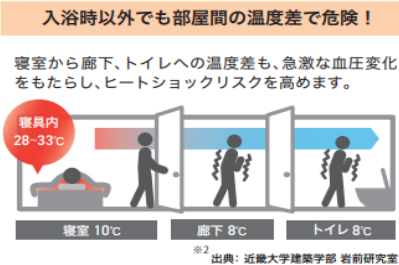 入浴時以外でも部屋間の温度差で危険！
寝室から廊下、トイレへの温度差も、急激な血圧変化
をもたらし、ヒートショックリスクを高めます。
寝具内
28~33℃
寝室 10℃
廊下 8℃
トイレ 8℃
※2
出典： 近畿大学建築学部 岩前研究室